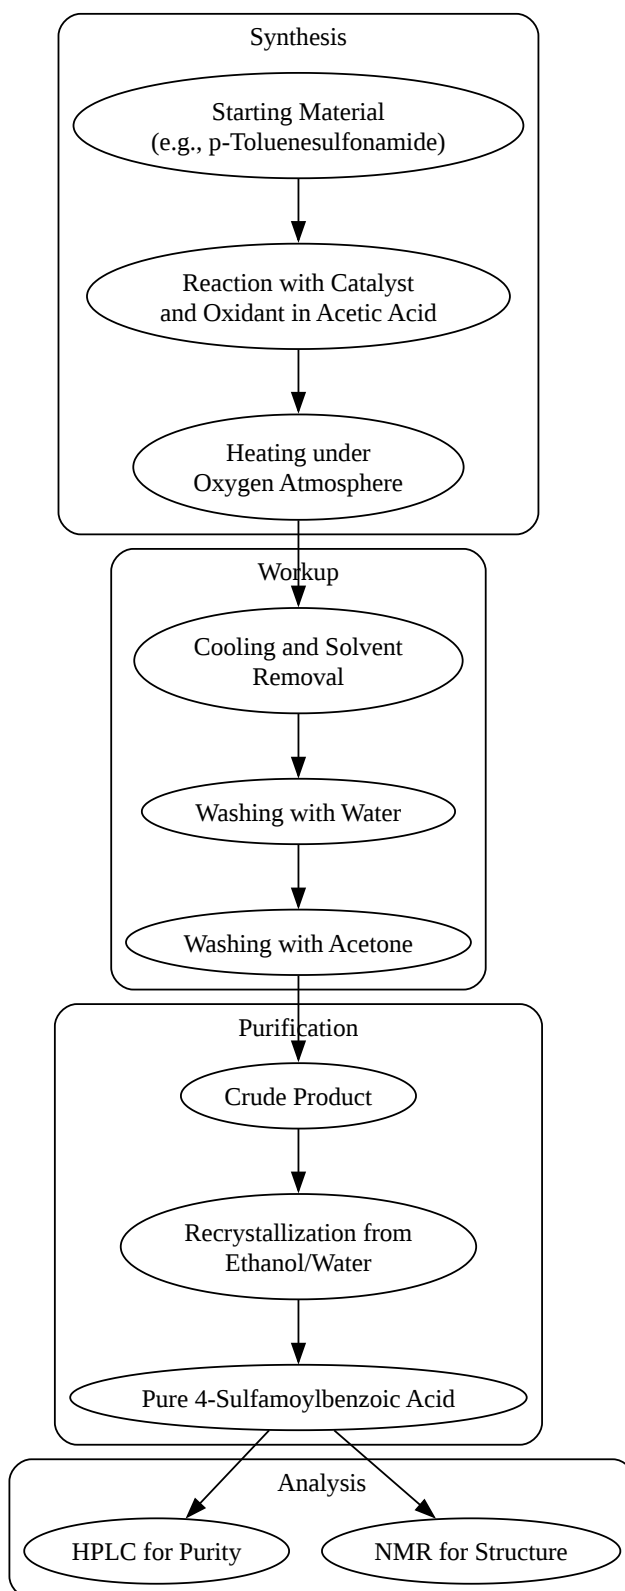 Synthesis
Starting Material
(e.g., p-Toluenesulfonamide)
Reaction with Catalyst
and Oxidant in Acetic Acid
Heating under
Oxygen Atmosphere
Workup
Cooling and Solvent
Removal
Washing with Water
Washing with Acetone
Purification
Crude Product
Recrystallization from
Ethanol/Water
Pure 4-Sulfamoylbenzoic Acid
Analysis
HPLC for Purity
NMR for Structure